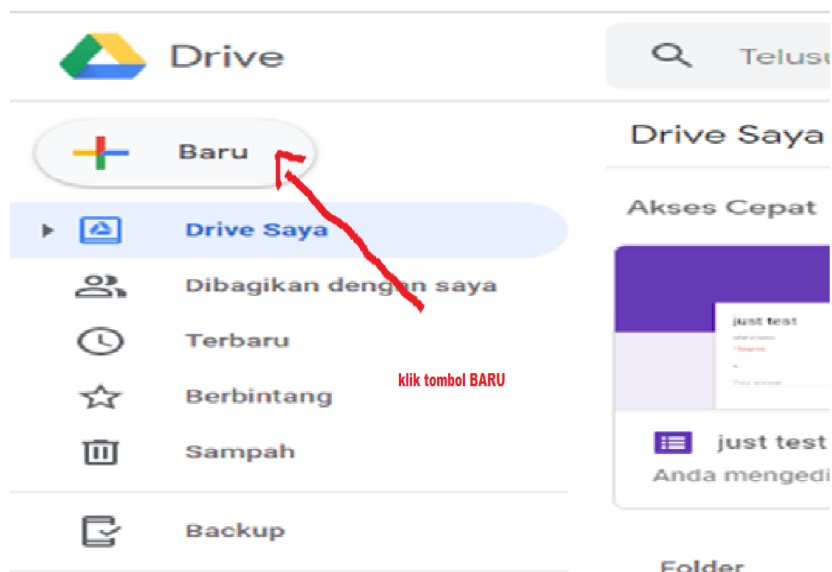 Drive
Telusu
Baru
Drive Saya
Drive Saya
Akses Cepat
Dibagikan dengan saya
just test
Terbaru
klik tombol BARU
Berbintang
just test
Sampah
Anda mengedi
Backup
Folder